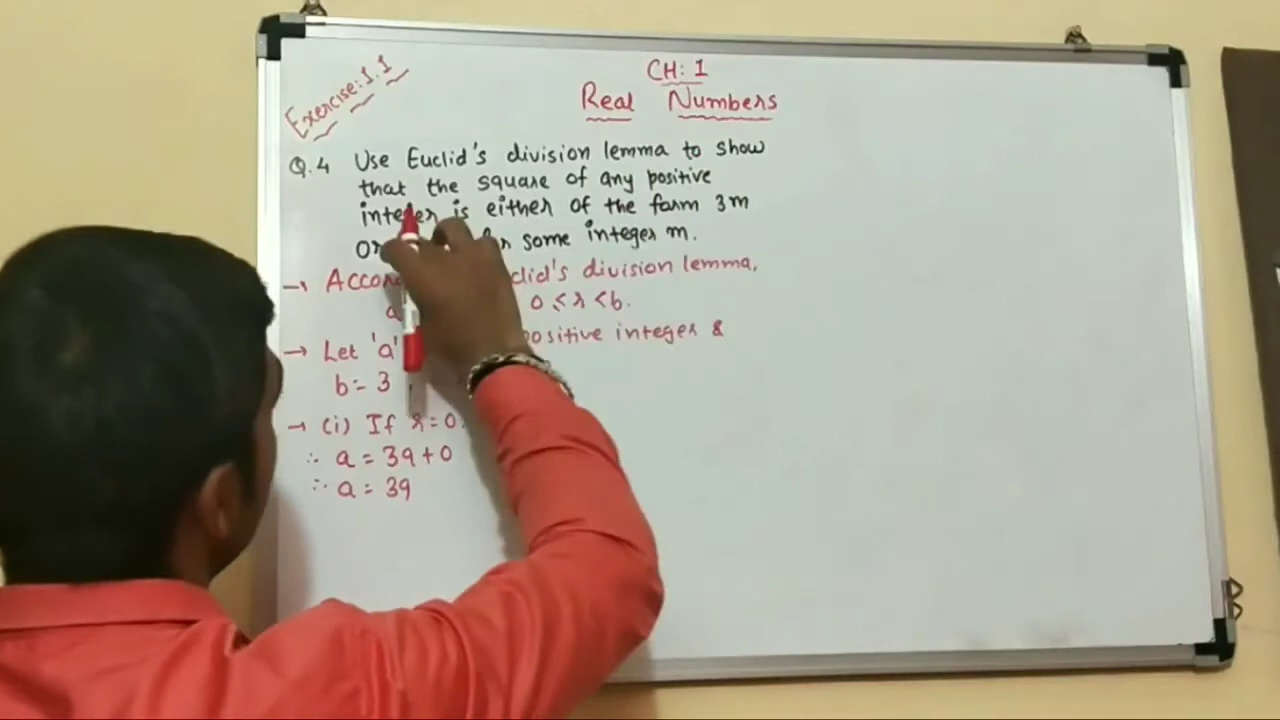 Exercise: 1.1
CH: 1
Real Numbers
Q.4 Use Euclid's division lemma to show
that the square of any positive
integer is either of the form 3m
or some integer m.
→ division lemma,
a 0 ≤ r < b.
→ Let 'a' positive integer &
b = 3
→ (i) If r = 0.
∴ a = 3q + 0
∴ a = 3q